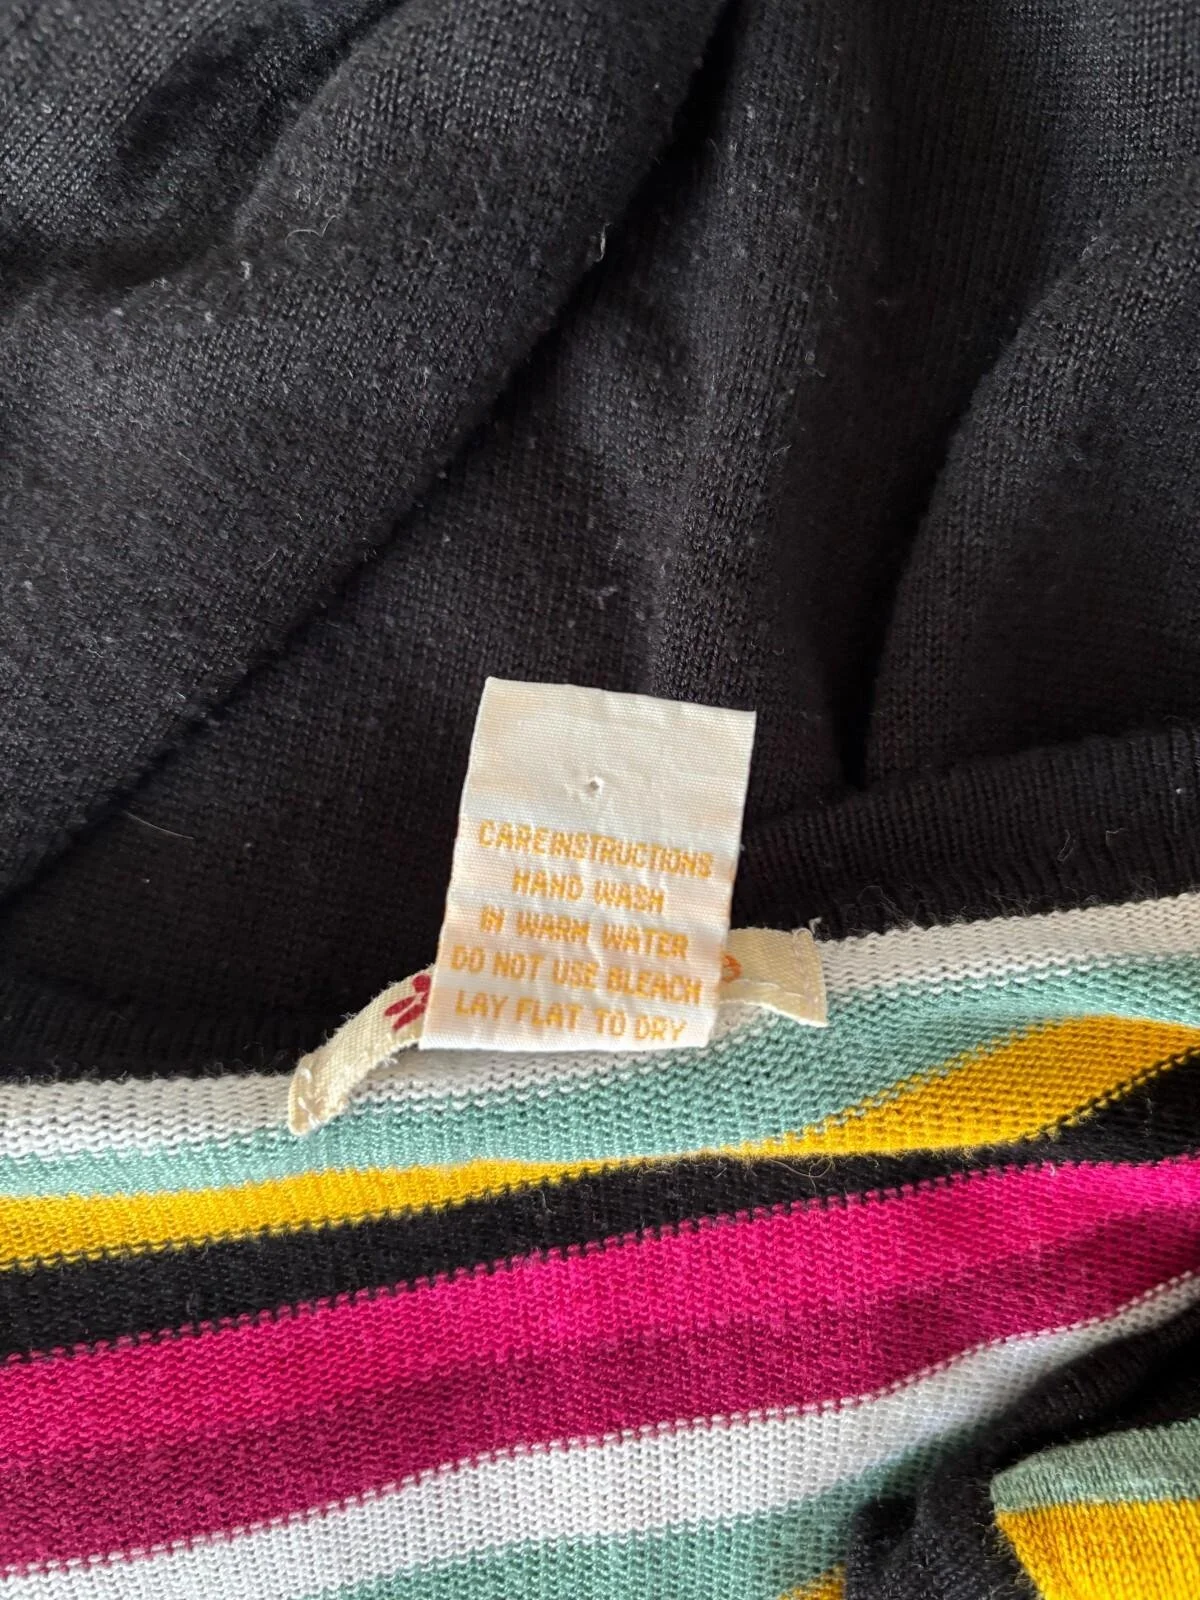 CARE INSTRUCTIONS
HAND WASH
IN WARM WATER
DO NOT USE BLEACH
LAY FLAT TO DRY